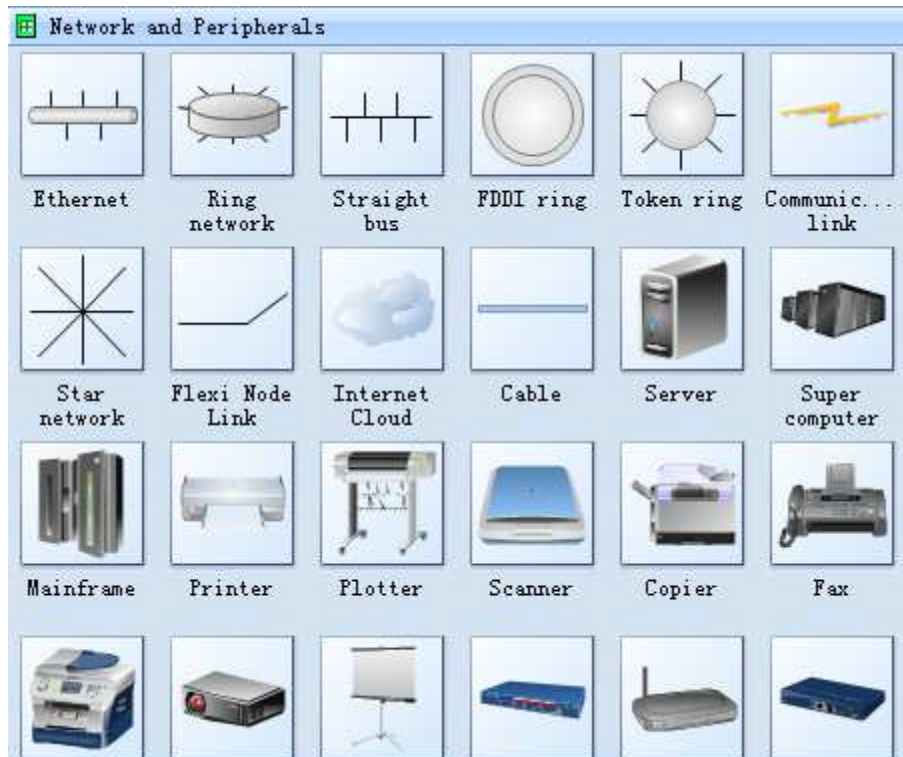 Network and Peripherals
Ethernet
Ring
network
Straight
bus
FDDI ring
Token ring
Communic...
link
Star
network
Flexi Node
Link
Internet
Cloud
Cable
Server
Super
computer
Mainframe
Printer
Plotter
Scanner
Copier
Fax